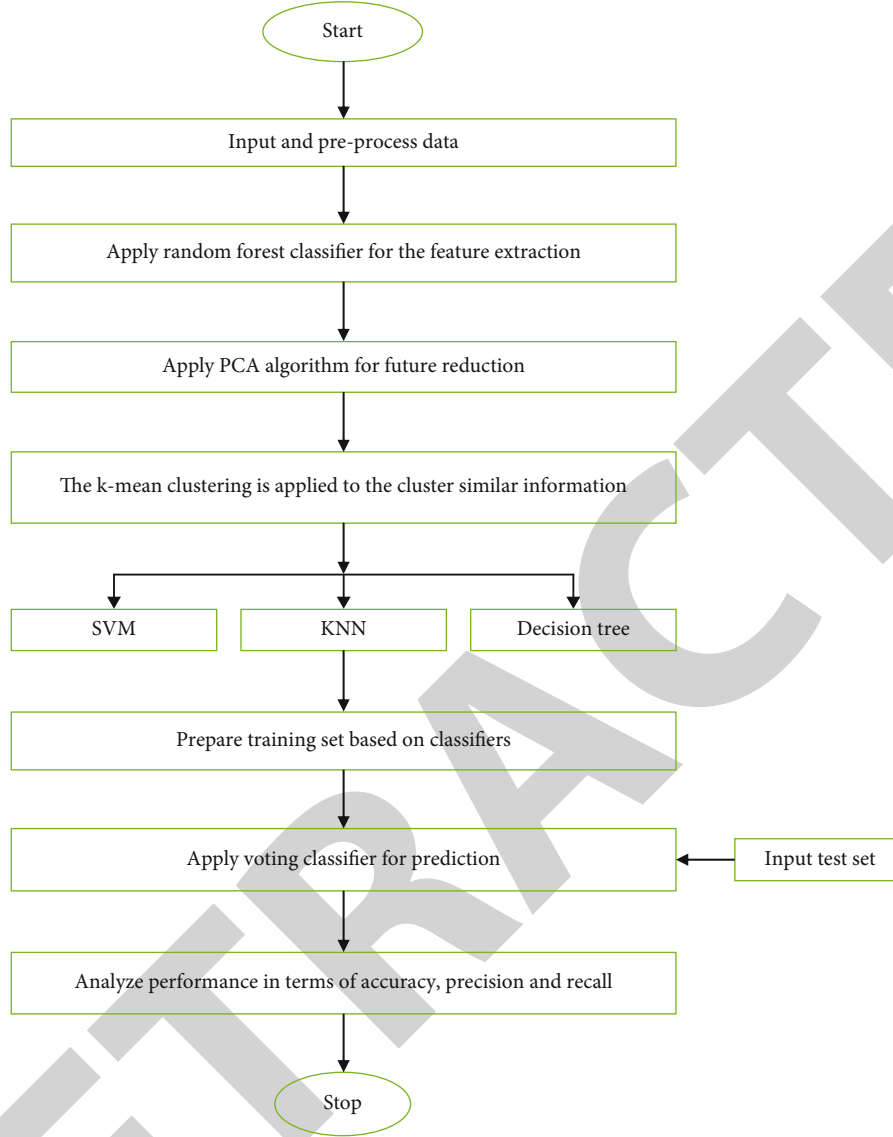 Start
Input and pre-process data
Apply random forest classifier for the feature extraction
Apply PCA algorithm for future reduction
The k-mean clustering is applied to the cluster similar information
SVM
KNN
Decision tree
Prepare training set based on classifiers
Apply voting classifier for prediction
Input test set
Analyze performance in terms of accuracy, precision and recall
Stop
ETRACTE